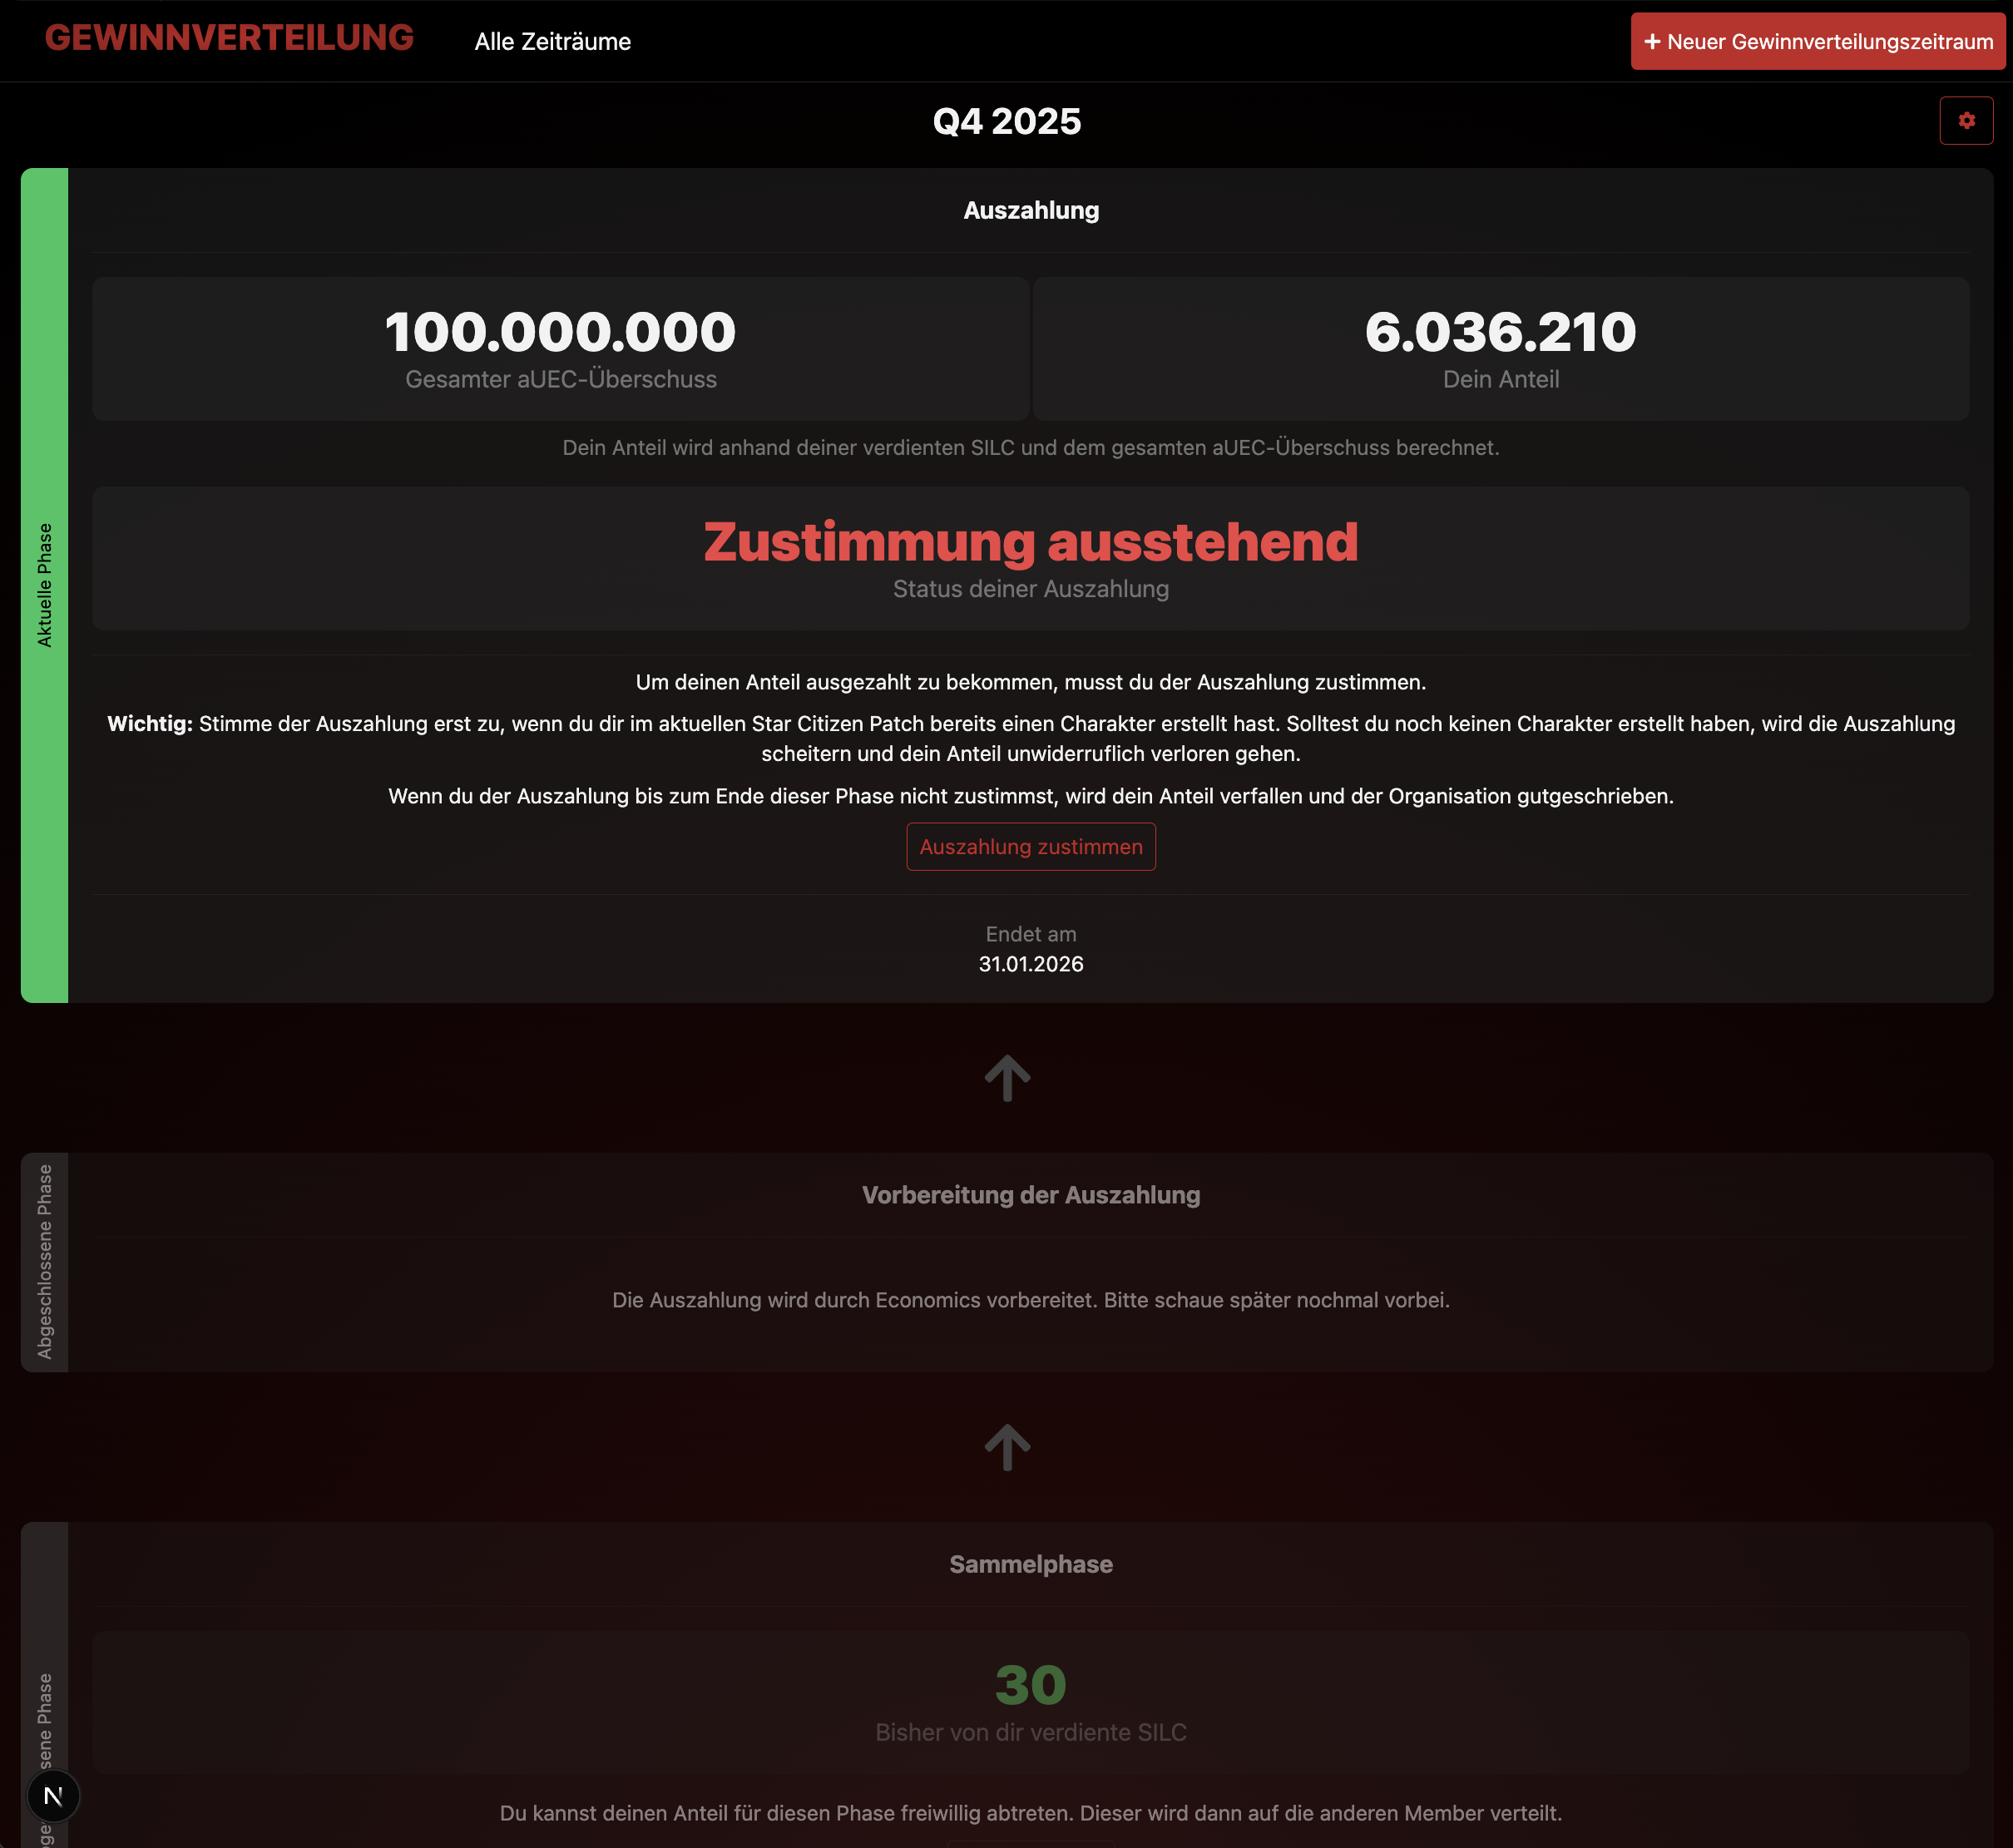 GEWINNVERTEILUNG
Alle Zeiträume
+ Neuer Gewinnverteilungszeitraum
Q4 2025
Aktuelle Phase
Auszahlung
100.000.000
Gesamter aUEC-Überschuss
6.036.210
Dein Anteil
Dein Anteil wird anhand deiner verdienten SILC und dem gesamten aUEC-Überschuss berechnet.
Zustimmung ausstehend
Status deiner Auszahlung
Um deinen Anteil ausgezahlt zu bekommen, musst du der Auszahlung zustimmen.
Wichtig: Stimme der Auszahlung erst zu, wenn du dir im aktuellen Star Citizen Patch bereits einen Charakter erstellt hast. Solltest du noch keinen Charakter erstellt haben, wird die Auszahlung
scheitern und dein Anteil unwiderruflich verloren gehen.
Wenn du der Auszahlung bis zum Ende dieser Phase nicht zustimmst, wird dein Anteil verfallen und der Organisation gutgeschrieben.
Auszahlung zustimmen
Endet am
31.01.2026
Abgeschlossene Phase
Vorbereitung der Auszahlung
Die Auszahlung wird durch Economics vorbereitet. Bitte schaue später nochmal vorbei.
Sammelphase
30
Bisher von dir verdiente SILC
Phase
N
Du kannst deinen Anteil für diesen Phase freiwillig abtreten. Dieser wird dann auf die anderen Member verteilt.